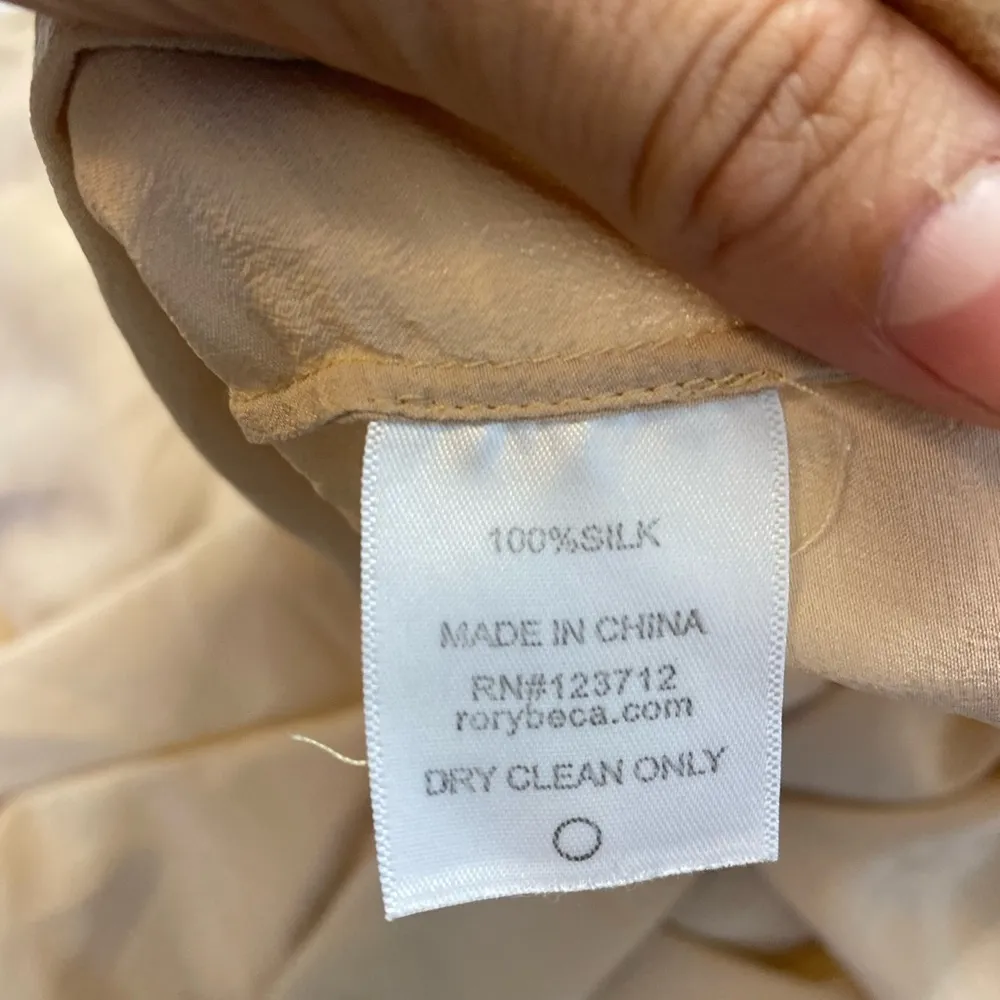 100%SILK
MADE IN CHINA
RN#123712
rorybeca.com
DRY CLEAN ONLY